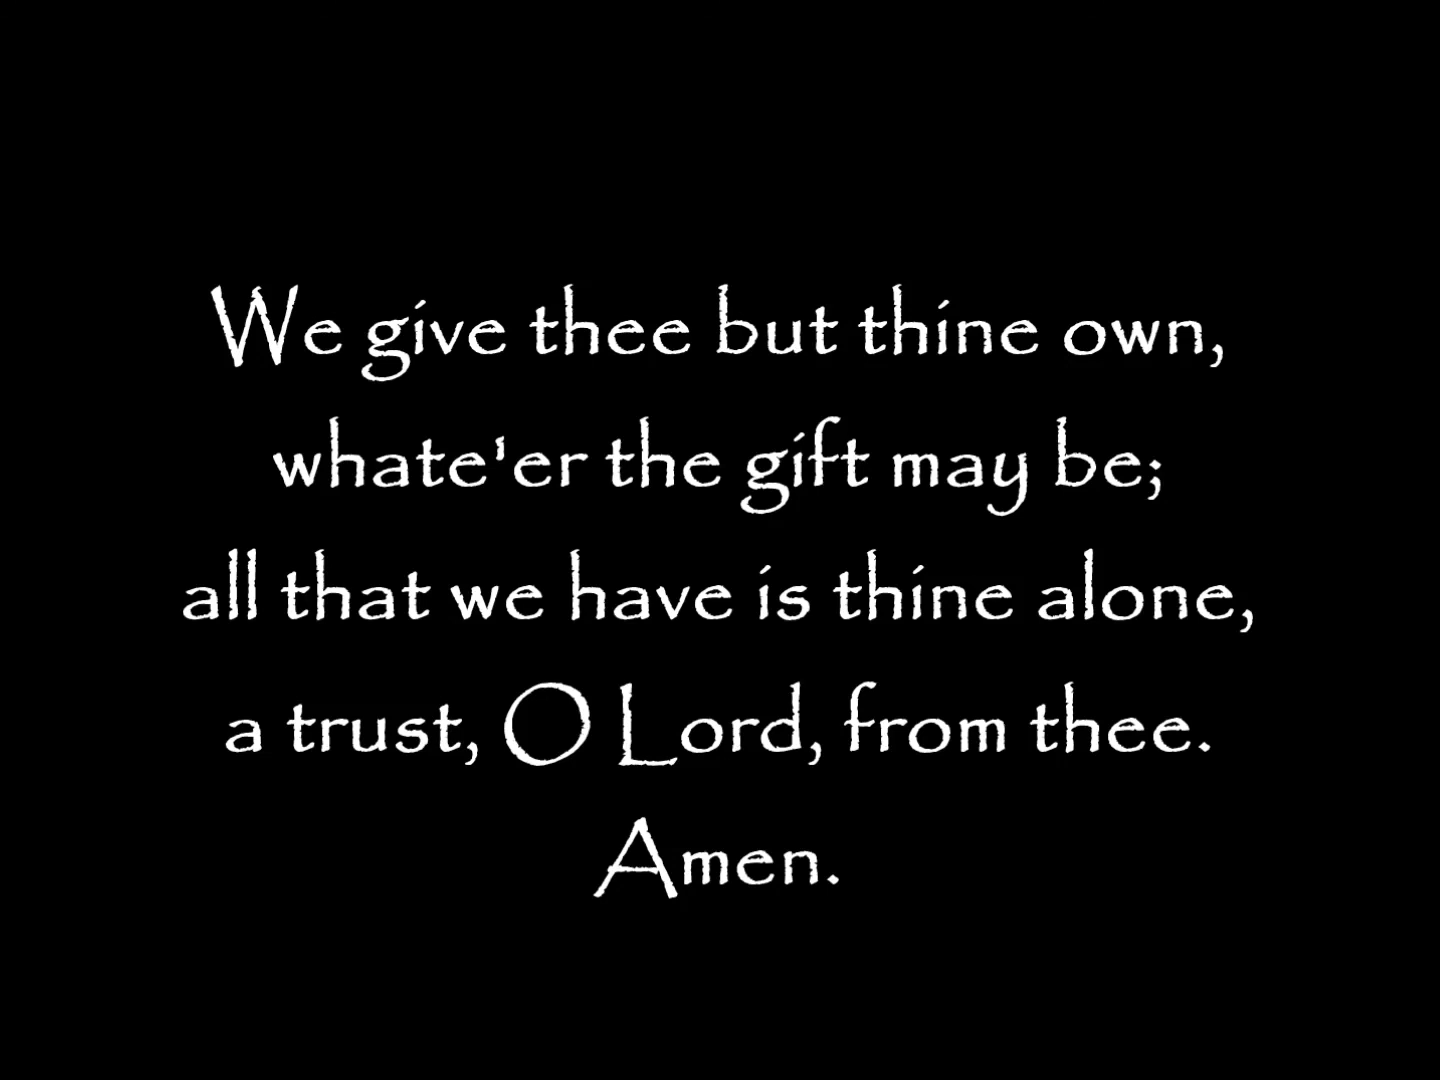 We give thee but thine own,
whate'er the gift may be;
all that we have is thine alone,
a trust, O Lord, from thee.
Amen.